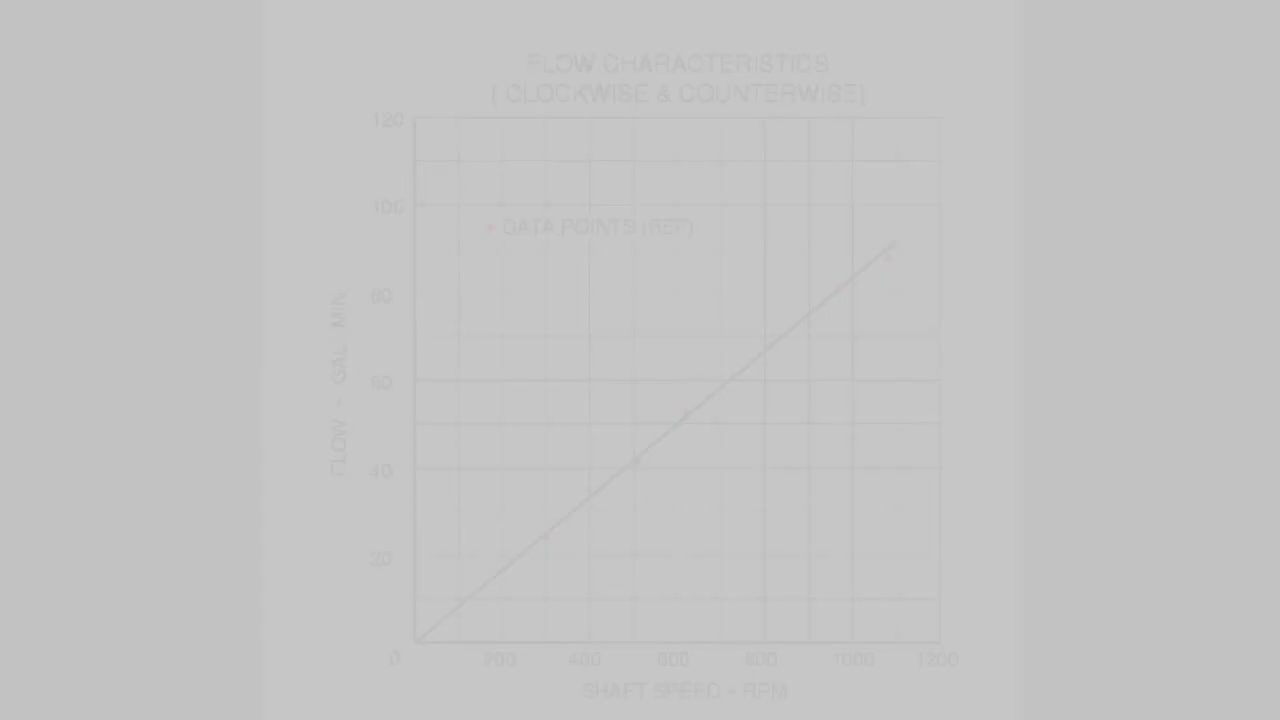 FLOW CHARACTERISTICS
( CLOCKWISE & COUNTERWISE)
120
100
DATA POINTS (REF)
80
60
40
20
FLOW - GAL MIN
0 200 400 600 800 1000 1200
SHAFT SPEED - RPM